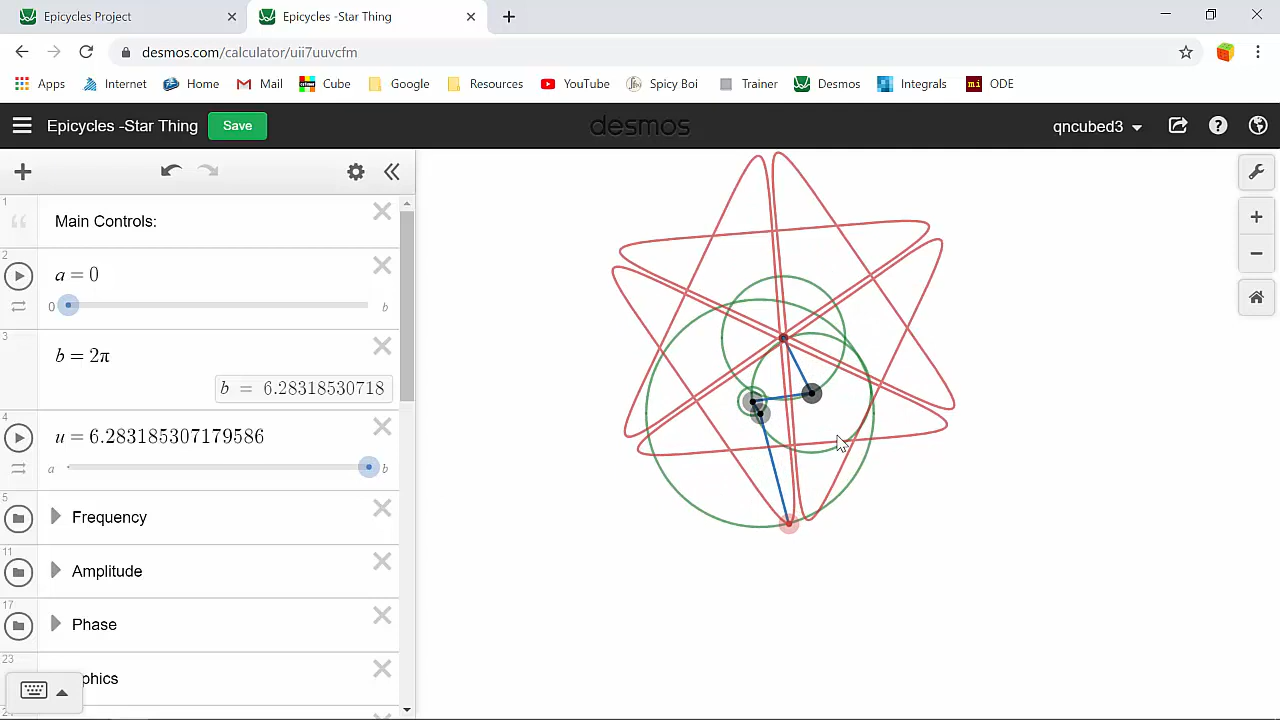 Epicycles Project
Epicycles -Star Thing
desmos.com/calculator/uii7uuvcfm
Apps Internet Home Mail Cube Google Resources YouTube Spicy Boi Trainer Desmos Integrals ODE
Epicycles -Star Thing Save desmos qncubed3
1
Main Controls:
2
a = 0
0 b
3
b = 2π
b = 6.28318530718
4
u = 6.283185307179586
a b
5
Frequency
11
Amplitude
17
Phase
23
phics